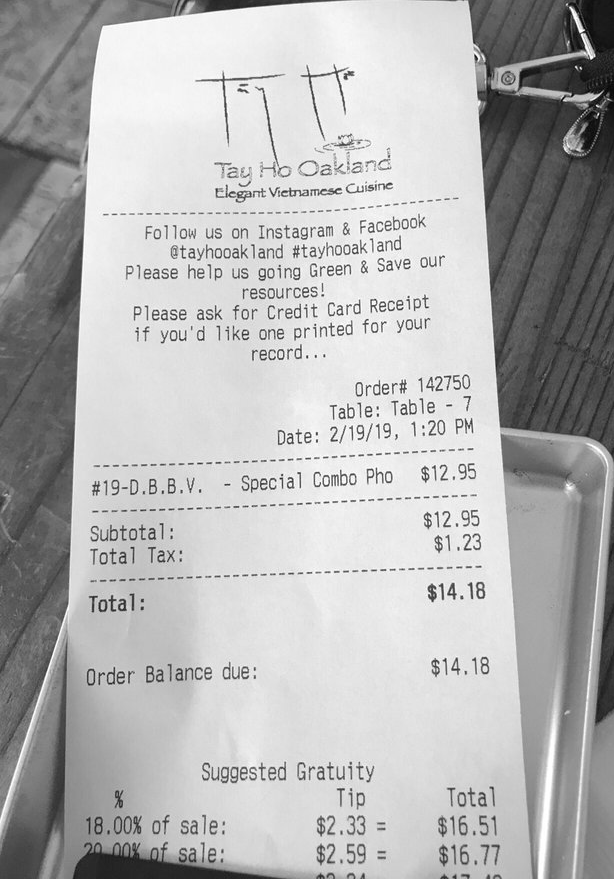 Tay Ho Oakland
Elegant Vietnamese Cuisine
Follow us on Instagram & Facebook
@tayhooakland #tayhooakland
Please help us going Green & Save our
resources!
Please ask for Credit Card Receipt
if you'd like one printed for your
record...
Order# 142750
Table: Table - 7
Date: 2/19/19, 1:20 PM
#19-D.B.B.V. - Special Combo Pho $12.95
Subtotal: $12.95
Total Tax: $1.23
Total: $14.18
Order Balance due: $14.18
Suggested Gratuity
% Tip Total
18.00% of sale: $2.33 = $16.51
20.00% of sale: $2.59 = $16.77